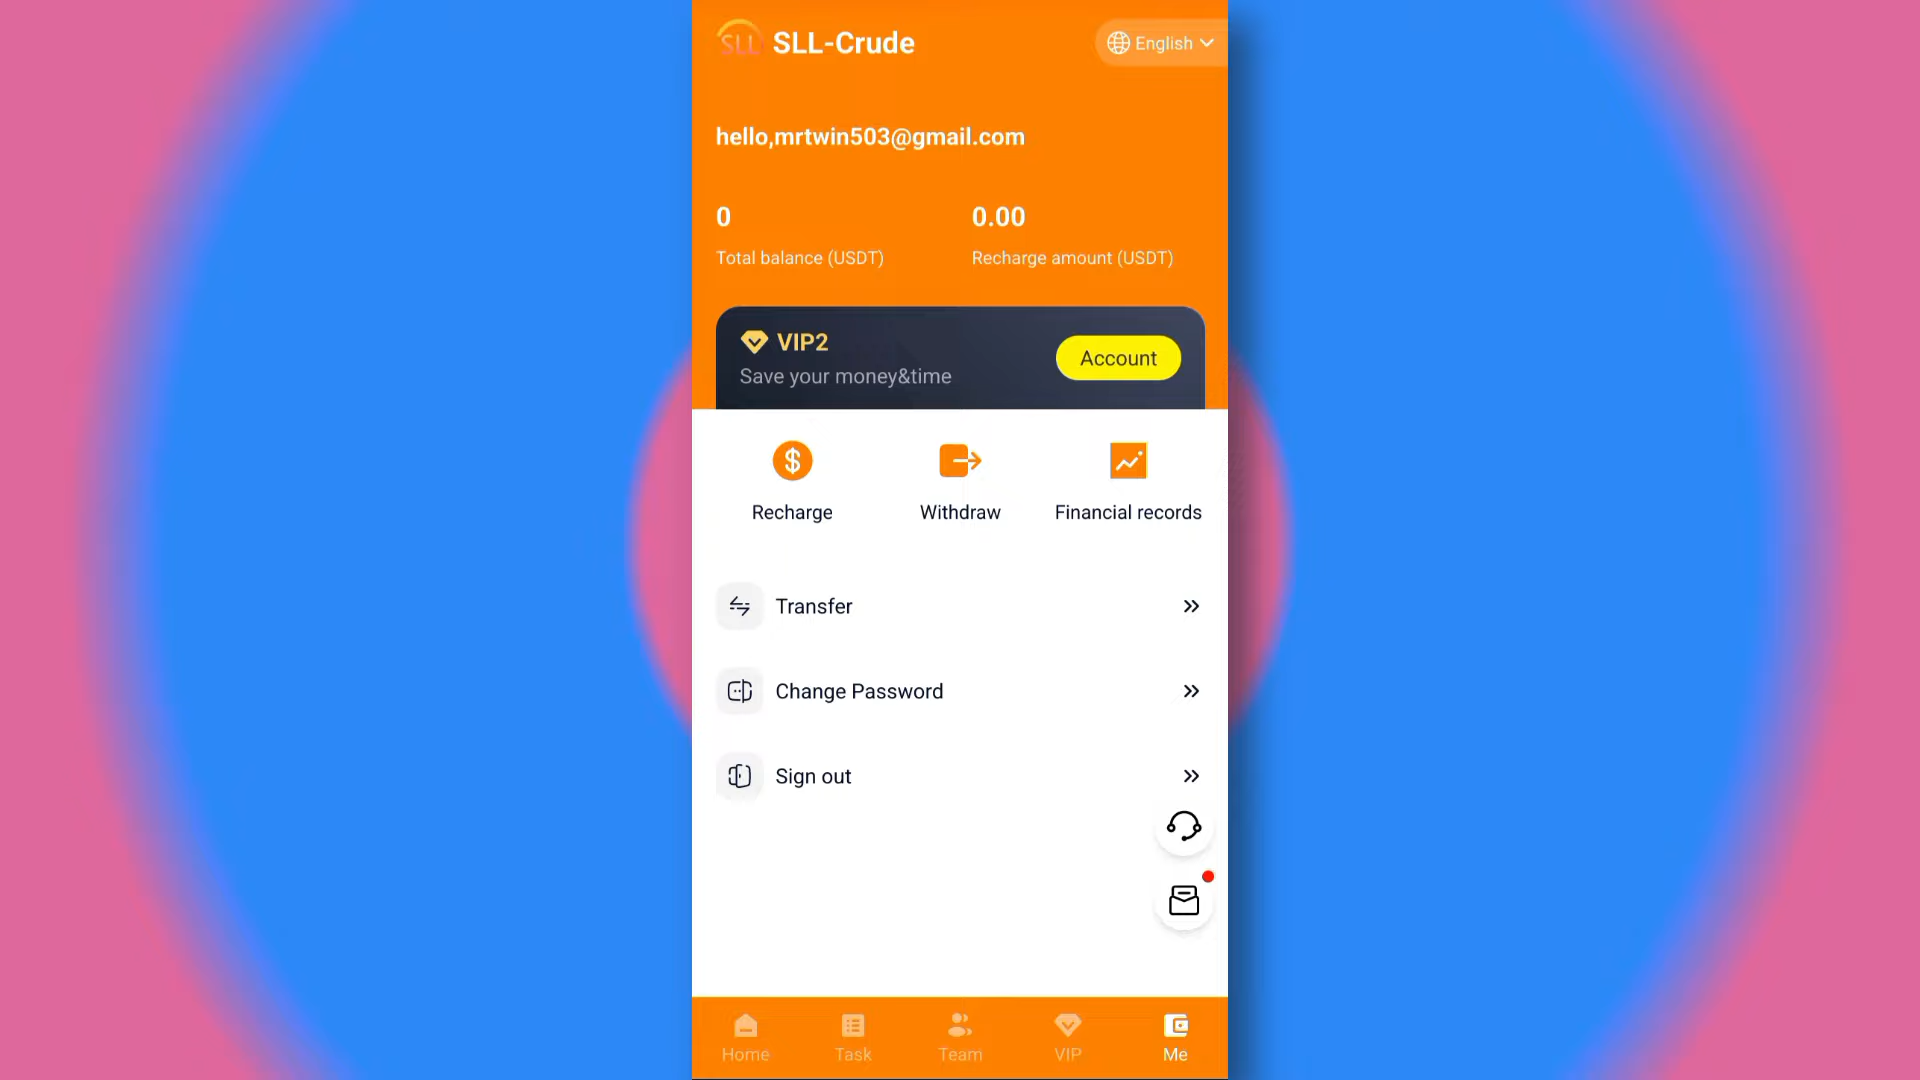 SLL SLL-Crude
English
hello,mrtwin503@gmail.com
0
0.00
Total balance (USDT)
Recharge amount (USDT)
VIP2
Save your money&time
Account
Recharge
Withdraw
Financial records
Transfer
Change Password
Sign out
Home
Task
Team
VIP
Me